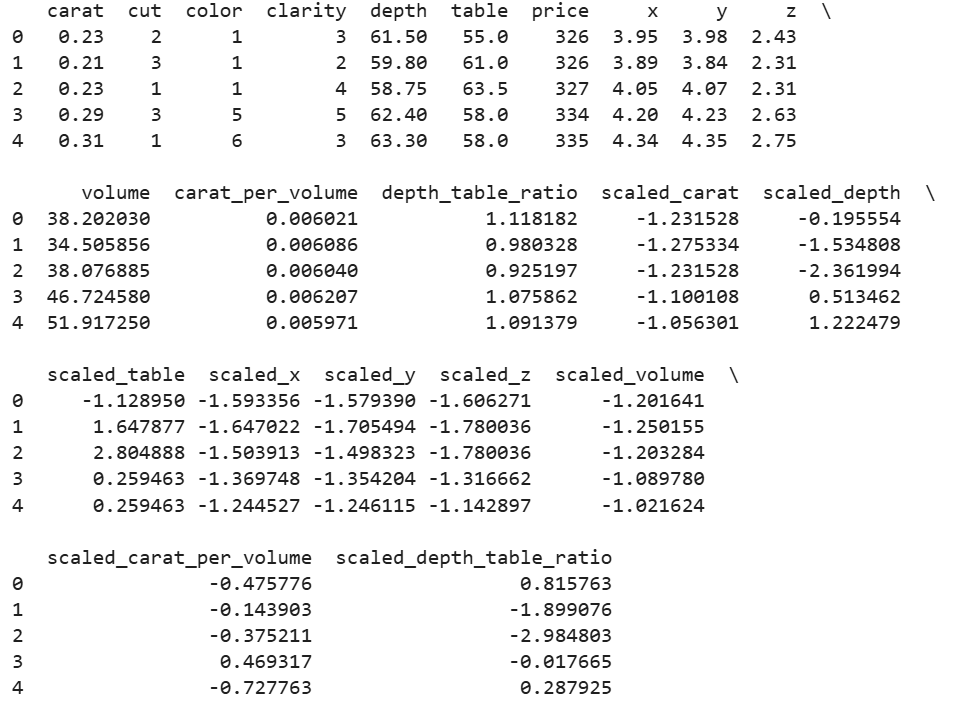 carat  cut  color  clarity  depth  table  price     x     y     z  \
0   0.23    2      1        3  61.50   55.0    326  3.95  3.98  2.43
1   0.21    3      1        2  59.80   61.0    326  3.89  3.84  2.31
2   0.23    1      1        4  58.75   63.5    327  4.05  4.07  2.31
3   0.29    3      5        5  62.40   58.0    334  4.20  4.23  2.63
4   0.31    1      6        3  63.30   58.0    335  4.34  4.35  2.75

      volume  carat_per_volume  depth_table_ratio  scaled_carat  scaled_depth  \
0  38.202030          0.006021           1.118182     -1.231528     -0.195554
1  34.505856          0.006086           0.980328     -1.275334     -1.534808
2  38.076885          0.006040           0.925197     -1.231528     -2.361994
3  46.724580          0.006207           1.075862     -1.100108      0.513462
4  51.917250          0.005971           1.091379     -1.056301      1.222479

   scaled_table  scaled_x  scaled_y  scaled_z  scaled_volume  \
0     -1.128950 -1.593356 -1.579390 -1.606271      -1.201641
1      1.647877 -1.647022 -1.705494 -1.780036      -1.250155
2      2.804888 -1.503913 -1.498323 -1.780036      -1.203284
3      0.259463 -1.369748 -1.354204 -1.316662      -1.089780
4      0.259463 -1.244527 -1.246115 -1.142897      -1.021624

   scaled_carat_per_volume  scaled_depth_table_ratio
0                -0.475776                  0.815763
1                -0.143903                 -1.899076
2                -0.375211                 -2.984803
3                 0.469317                 -0.017665
4                -0.727763                  0.287925